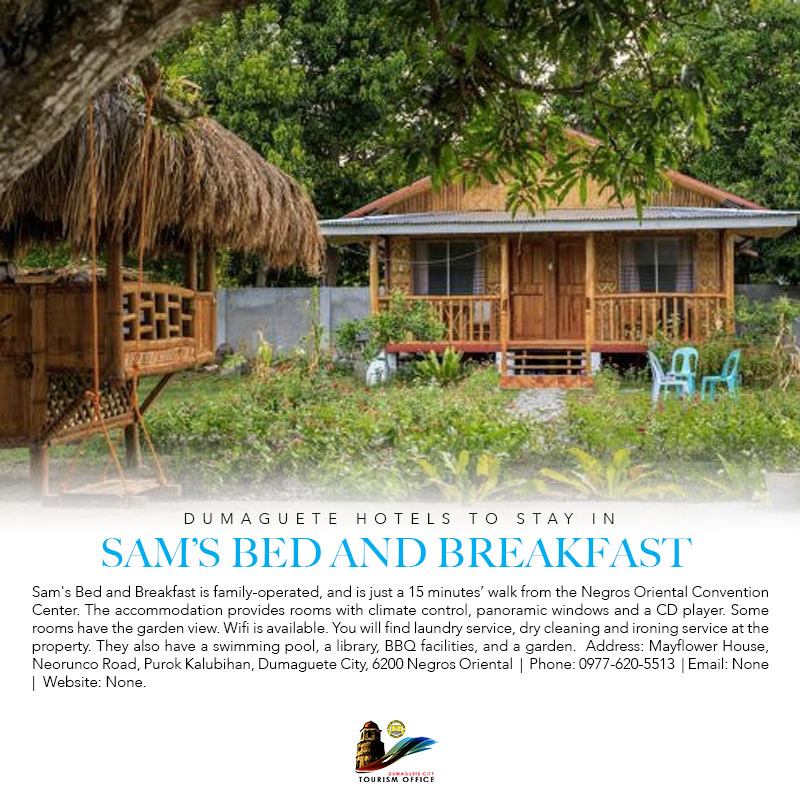 DUMAGUETE HOTELS TO STAY IN
SAM'S BED AND BREAKFAST
Sam's Bed and Breakfast is family-operated, and is just a 15 minutes' walk from the Negros Oriental Convention
Center. The accommodation provides rooms with climate control, panoramic windows and a CD player. Some
rooms have the garden view. Wifi is available. You will find laundry service, dry cleaning and ironing service at the
property. They also have a swimming pool, a library, BBQ facilities, and a garden. Address: Mayflower House,
Neorunco Road, Purok Kalubihan, Dumaguete City, 6200 Negros Oriental | Phone: 0977-620-5513 | Email: None
| Website: None.
DUMAGUETE CITY
TOURISM OFFICE